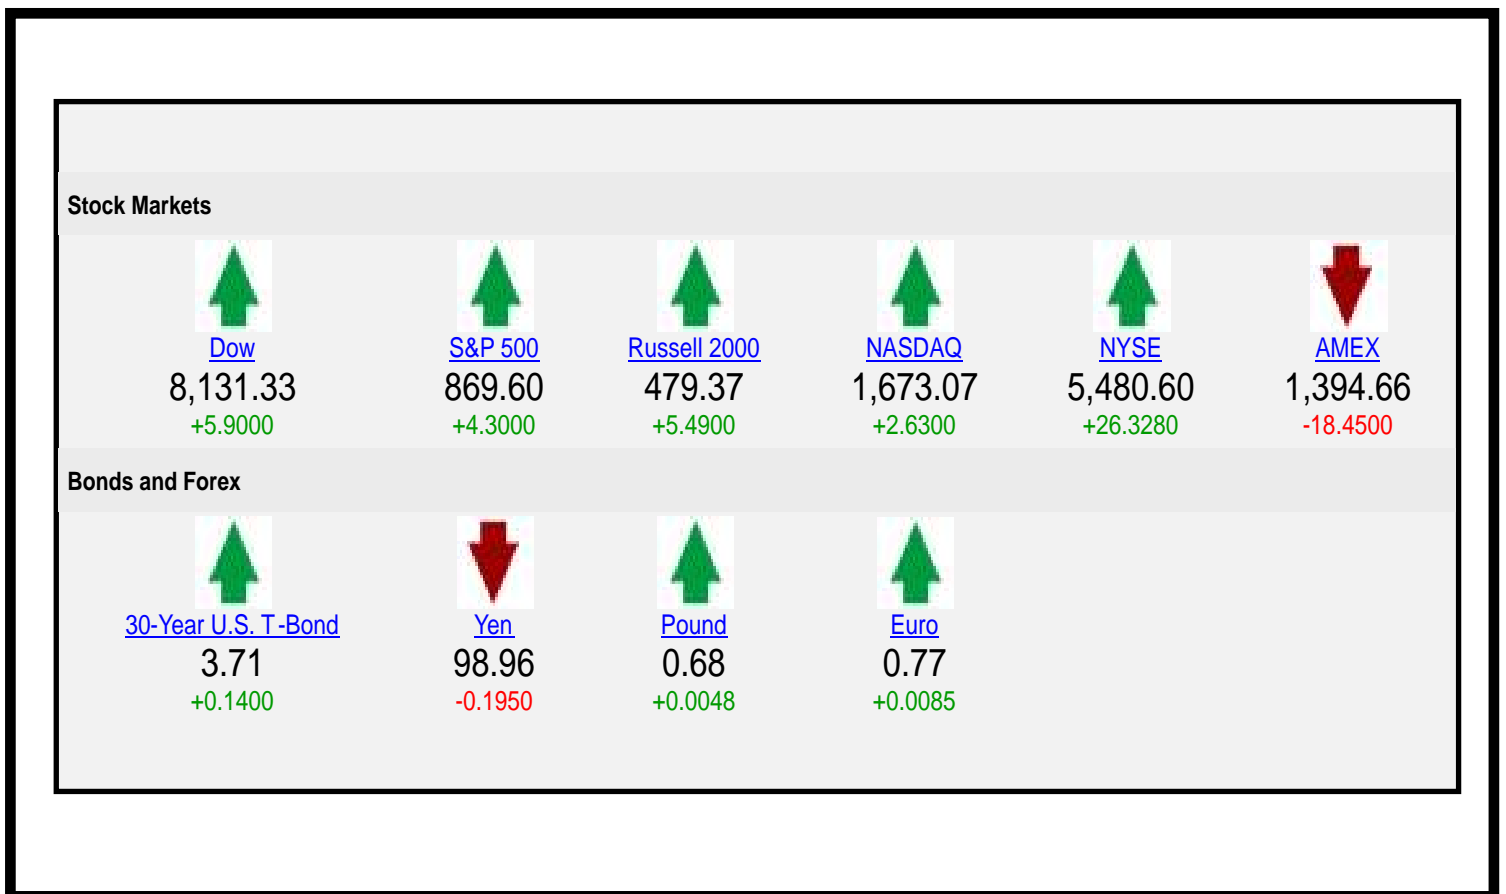 Stock Markets
Dow S&P 500 Russell 2000 NASDAQ NYSE AMEX
8,131.33 869.60 479.37 1,673.07 5,480.60 1,394.66
+5.9000 +4.3000 +5.4900 +2.6300 +26.3280 -18.4500
Bonds and Forex
30-Year U.S. T-Bond Yen Pound Euro
3.71 98.96 0.68 0.77
+0.1400 -0.1950 +0.0048 +0.0085